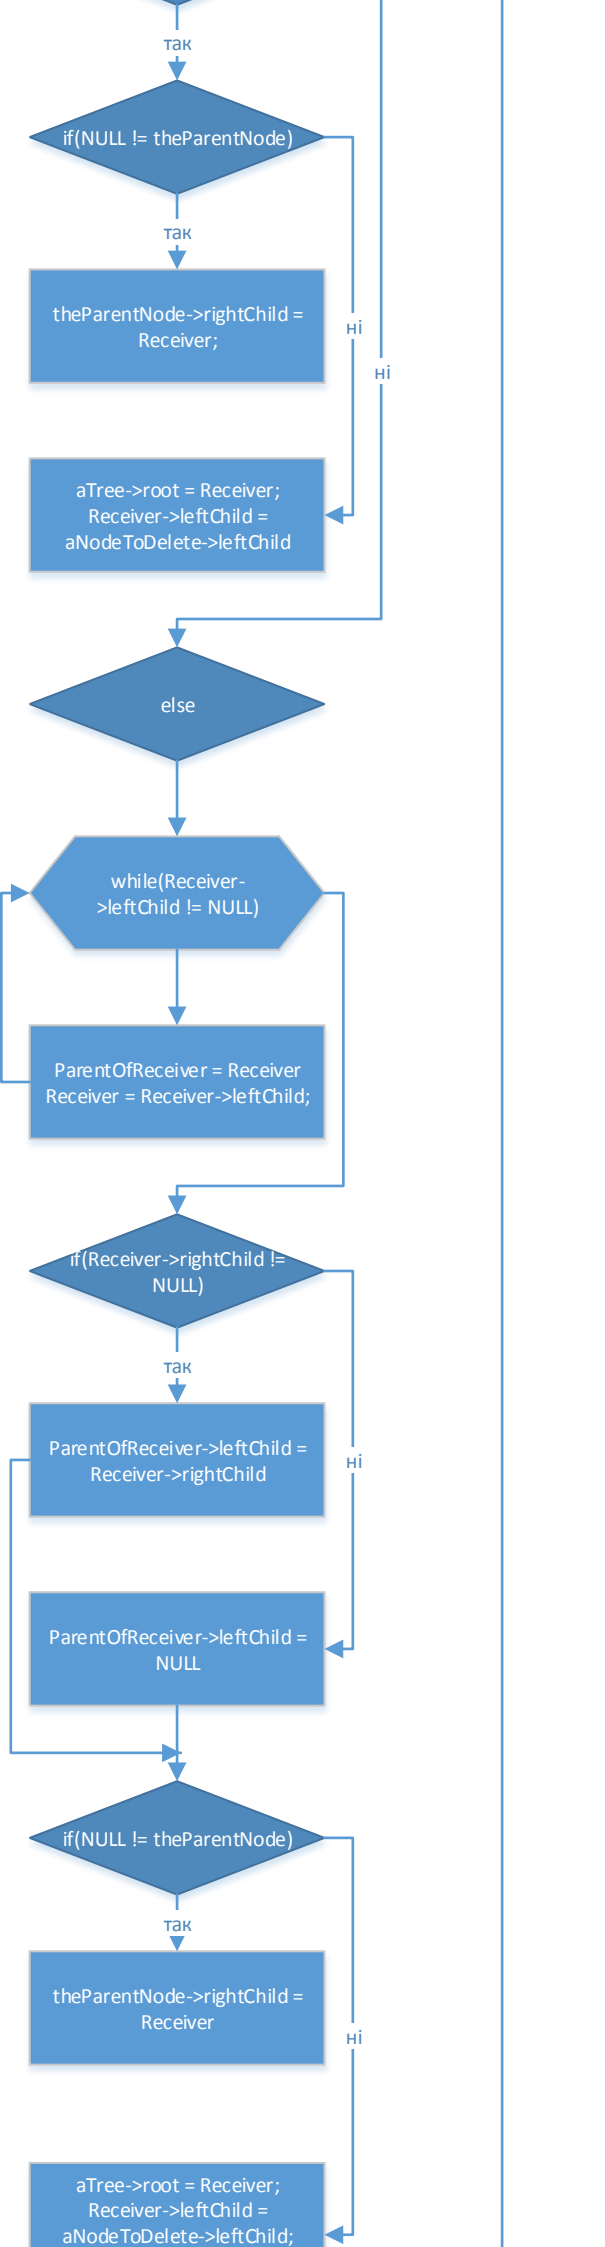 так
if(NULL != theParentNode)
так
theParentNode->rightChild =
Receiver;
ні
ні
aTree->root = Receiver;
Receiver->leftChild =
aNodeToDelete->leftChild
else
while(Receiver-
>leftChild != NULL)
ParentOfReceiver = Receiver
Receiver = Receiver->leftChild;
if(Receiver->rightChild !=
NULL)
так
ParentOfReceiver->leftChild =
Receiver->rightChild
ні
ParentOfReceiver->leftChild =
NULL
if(NULL != theParentNode)
так
theParentNode->rightChild =
Receiver
ні
aTree->root = Receiver;
Receiver->leftChild =
aNodeToDelete->leftChild;